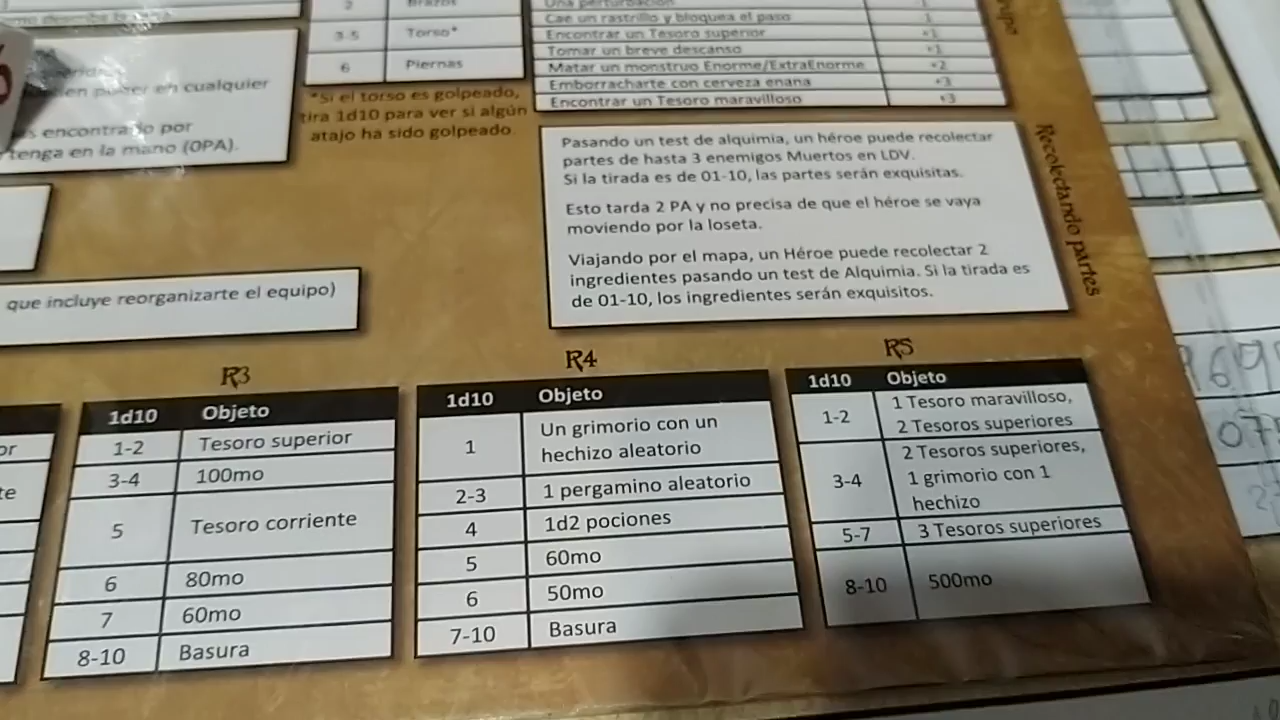 2 Brazos
3-5 Torso*
6 Piernas
*Si el torso es golpeado,
tira 1d10 para ver si algún
atajo ha sido golpeado
Una perturbación 1
Cae un rastrillo y bloquea el paso 1
Encontrar un Tesoro superior +1
Tomar un breve descanso +1
Matar un monstruo Enorme/ExtraEnorme +2
Emborracharte con cerveza enana +3
Encontrar un Tesoro maravilloso +3
en cualquier
encontrado por
tenga en la mano (0PA).
que incluye reorganizarte el equipo)
Pasando un test de alquimia, un héroe puede recolectar
partes de hasta 3 enemigos Muertos en LDV.
Si la tirada es de 01-10, las partes serán exquisitas.
Esto tarda 2 PA y no precisa de que el héroe se vaya
moviendo por la loseta.
Viajando por el mapa, un Héroe puede recolectar 2
ingredientes pasando un test de Alquimia. Si la tirada es
de 01-10, los ingredientes serán exquisitos.
Recolectando partes
R3
1d10 Objeto
1-2 Tesoro superior
3-4 100mo
5 Tesoro corriente
6 80mo
7 60mo
8-10 Basura
R4
1d10 Objeto
1 Un grimorio con un
hechizo aleatorio
2-3 1 pergamino aleatorio
4 1d2 pociones
5 60mo
6 50mo
7-10 Basura
R5
1d10 Objeto
1-2 1 Tesoro maravilloso,
2 Tesoros superiores
3-4 2 Tesoros superiores,
1 grimorio con 1
hechizo
5-7 3 Tesoros superiores
8-10 500mo